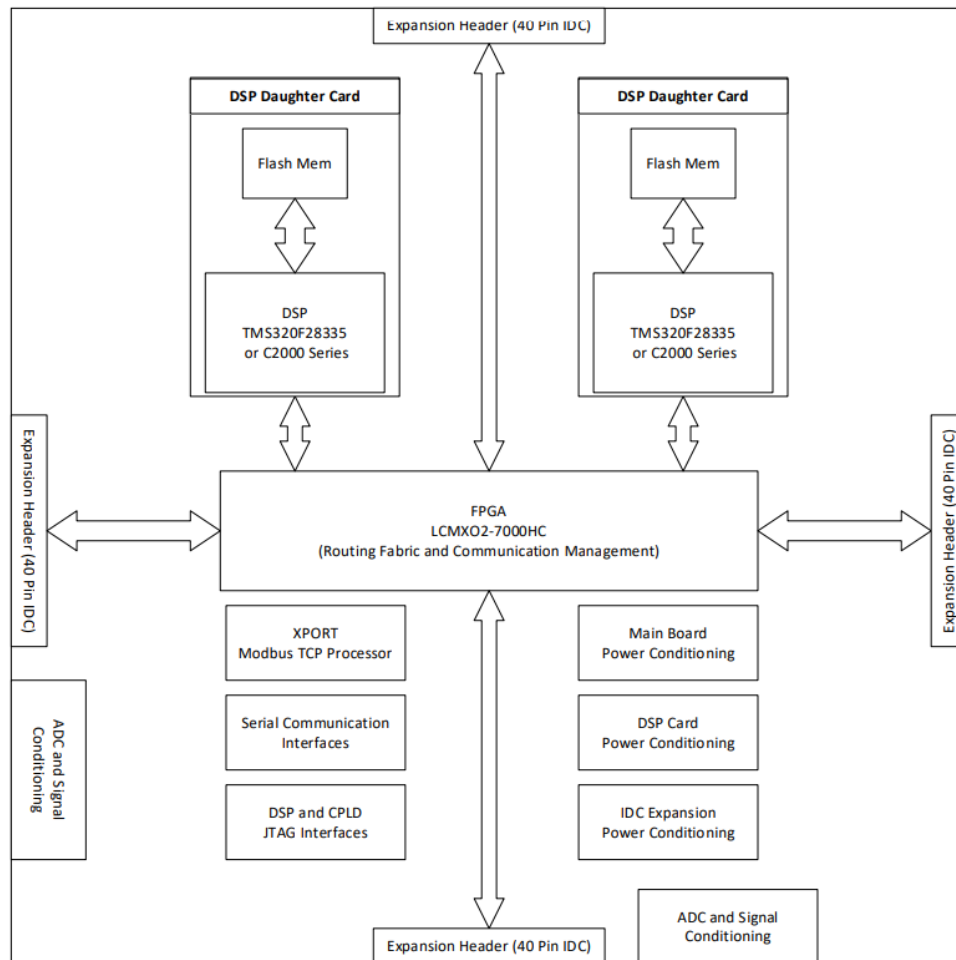 Expansion Header (40 Pin IDC)
DSP Daughter Card
Flash Mem
DSP
TMS320F28335
or C2000 Series
DSP Daughter Card
Flash Mem
DSP
TMS320F28335
or C2000 Series
Expansion Header (40 Pin IDC)
FPGA
LCMXO2-7000HC
(Routing Fabric and Communication Management)
Expansion Header (40 Pin IDC)
XPORT
Modbus TCP Processor
Main Board
Power Conditioning
ADC and Signal
Conditioning
Serial Communication
Interfaces
DSP Card
Power Conditioning
DSP and CPLD
JTAG Interfaces
IDC Expansion
Power Conditioning
ADC and Signal
Conditioning
Expansion Header (40 Pin IDC)